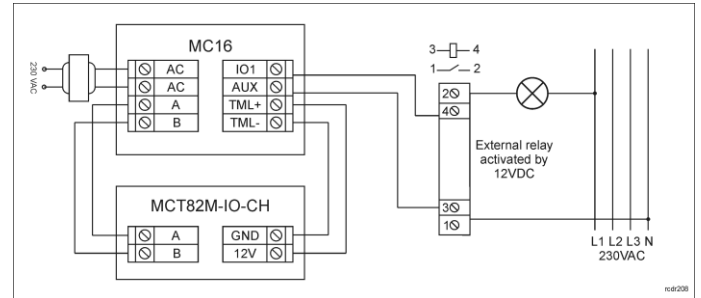 MC16
230 VAC
AC IO1
AC AUX
A TML+
B TML-
MCT82M-IO-CH
A GND
B 12V
3 4
1 2
2
4
External relay
activated by
12VDC
3
1
L1 L2 L3 N
230VAC
rcdr208